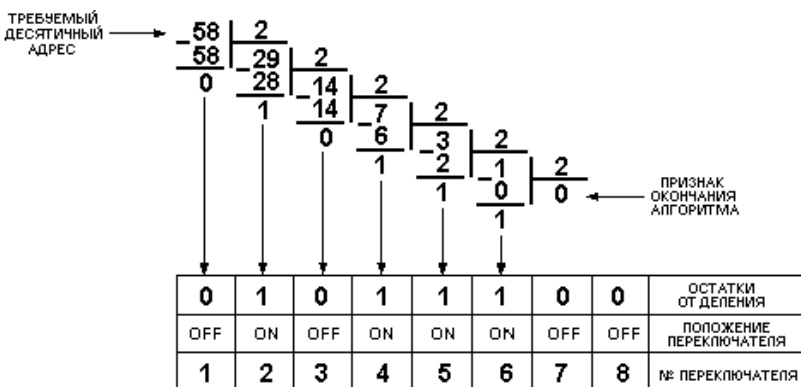 ТРЕБУЕМЫЙ
ДЕСЯТИЧНЫЙ
АДРЕС
-58 2
58 -29 2
0 28 -14 2
1 14 -7 2
0 6 -3 2
1 2 -1 2
1 0 0
1
ПРИЗНАК
ОКОНЧАНИЯ
АЛГОРИТМА
0 1 0 1 1 1 0 0 ОСТАТКИ
ОТ ДЕЛЕНИЯ
OFF ON OFF ON ON ON OFF OFF ПОЛОЖЕНИЕ
ПЕРЕКЛЮЧАТЕЛЯ
1 2 3 4 5 6 7 8 № ПЕРЕКЛЮЧАТЕЛЯ